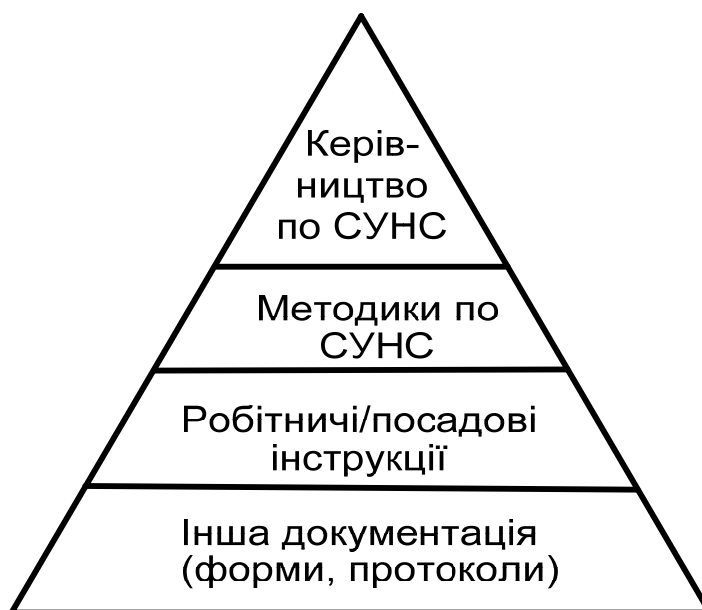 Керів-
ництво
по СУНС
Методики по
СУНС
Робітничі/посадові
інструкції
Інша документація
(форми, протоколи)